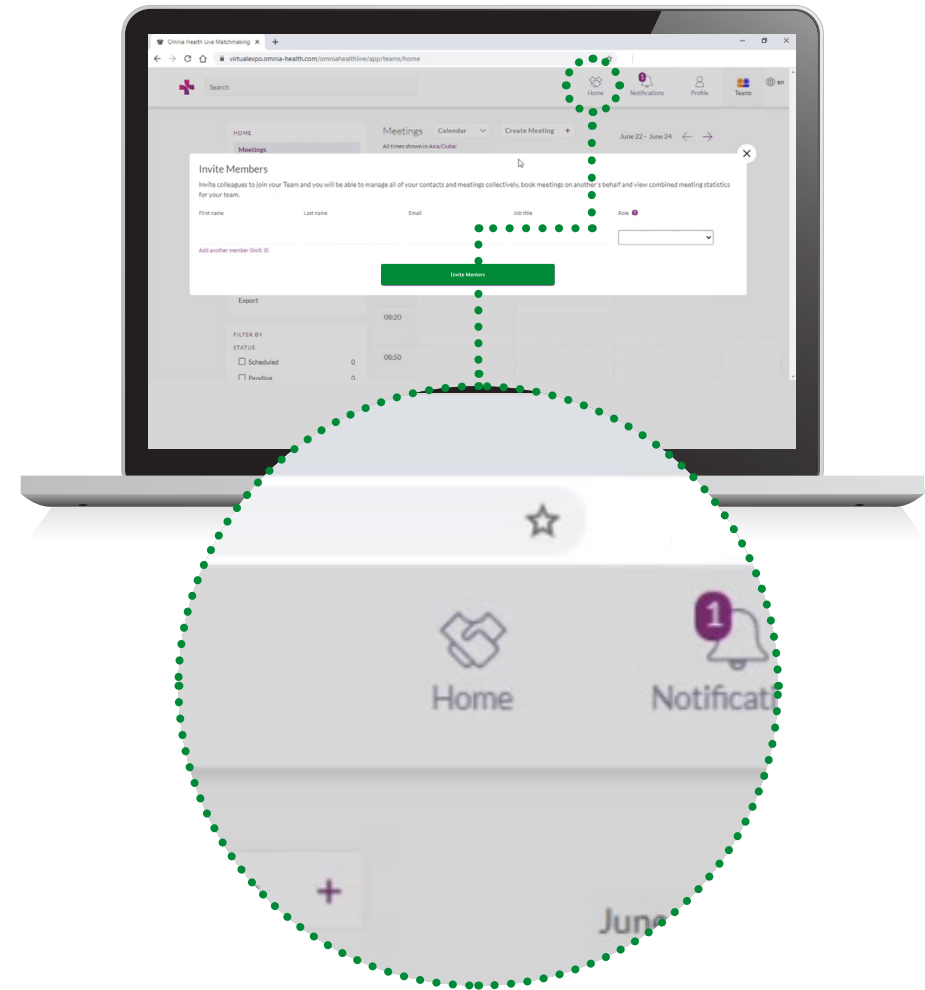 Omnia Health Live Matchmaking
virtualexpo.omnia-health.com/omniahealthlive/app/teams/home
Search
Home
1
Notifications
Profile
Teams
en
HOME
Meetings
Meetings
Calendar
Create Meeting +
June 22 - June 24
All times shown in Asia/Dubai
Invite Members
Invite colleagues to join your Team and you will be able to manage all of your contacts and meetings collectively, book meetings on another's behalf and view combined meeting statistics
for your team.
First name
Last name
Email
Job title
Role
Add another member (limit: 8)
Invite Menters
Export
08:20
FILTER BY
STATUS
Scheduled 0
08:50
Pending 0
1
Home
Notificati
+
June